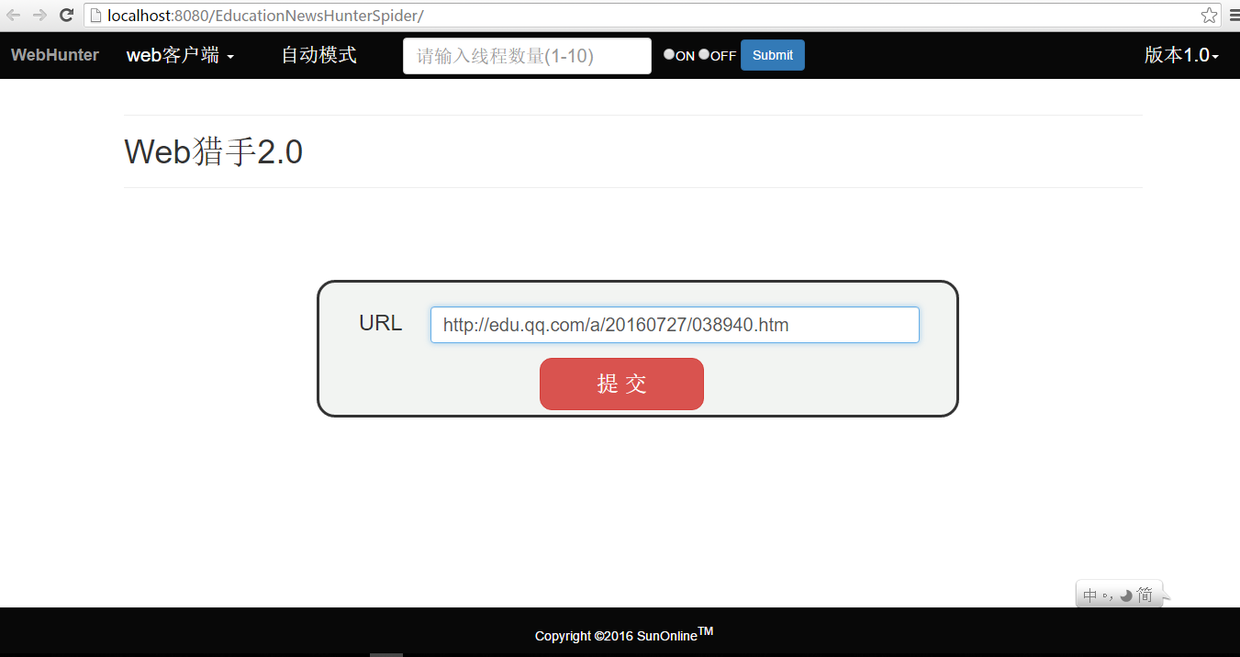 localhost:8080/EducationNewsHunterSpider/
WebHunter web客户端 自动模式 请输入线程数量(1-10) ON OFF Submit 版本1.0
Web猎手2.0
URL http://edu.qq.com/a/20160727/038940.htm
提 交
中 °, 简
Copyright ©2016 SunOnline™